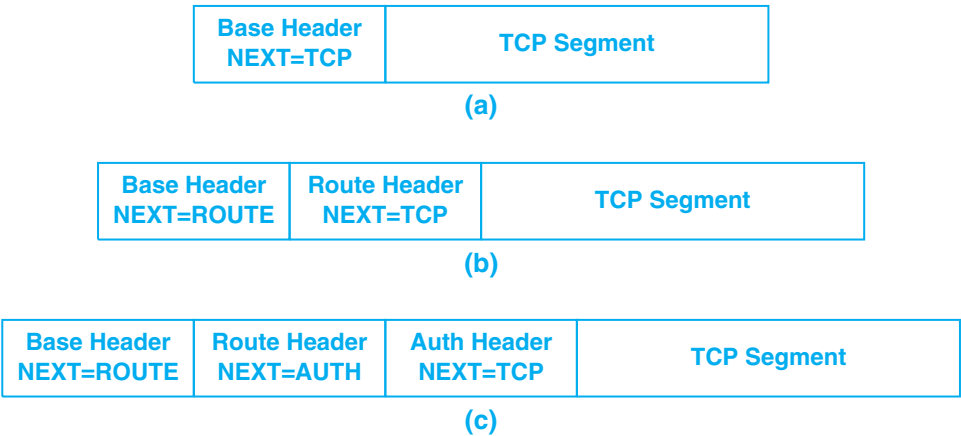 Base Header
NEXT=TCP
TCP Segment
(a)
Base Header
NEXT=ROUTE
Route Header
NEXT=TCP
TCP Segment
(b)
Base Header
NEXT=ROUTE
Route Header
NEXT=AUTH
Auth Header
NEXT=TCP
TCP Segment
(c)